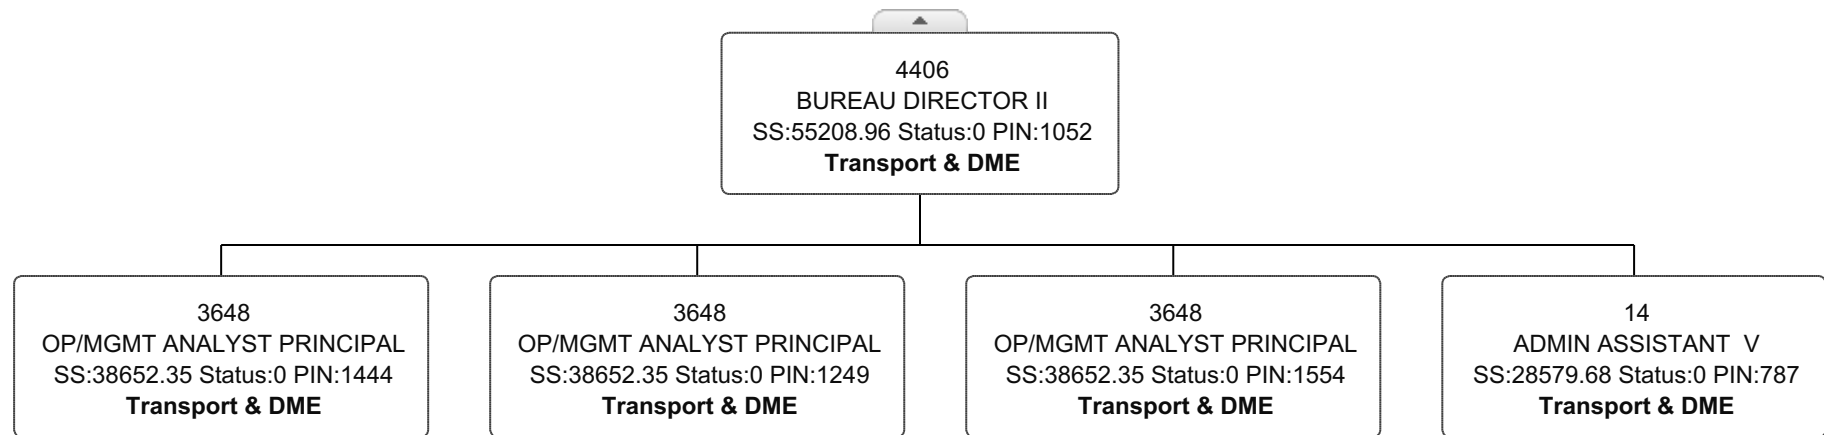 4406
BUREAU DIRECTOR II
SS:55208.96 Status:0 PIN:1052
Transport & DME
3648
OP/MGMT ANALYST PRINCIPAL
SS:38652.35 Status:0 PIN:1444
Transport & DME
3648
OP/MGMT ANALYST PRINCIPAL
SS:38652.35 Status:0 PIN:1249
Transport & DME
3648
OP/MGMT ANALYST PRINCIPAL
SS:38652.35 Status:0 PIN:1554
Transport & DME
14
ADMIN ASSISTANT  V
SS:28579.68 Status:0 PIN:787
Transport & DME